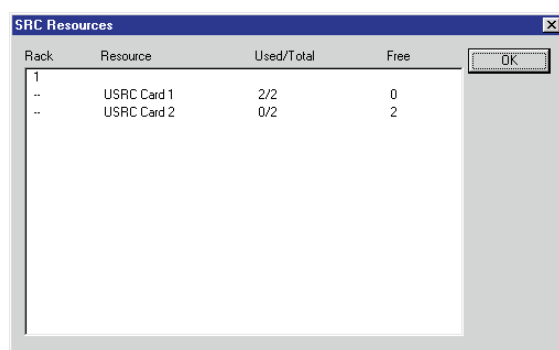 SRC Resources
Rack Resource Used/Total Free
OK
1
-- USRC Card 1 2/2 0
-- USRC Card 2 0/2 2